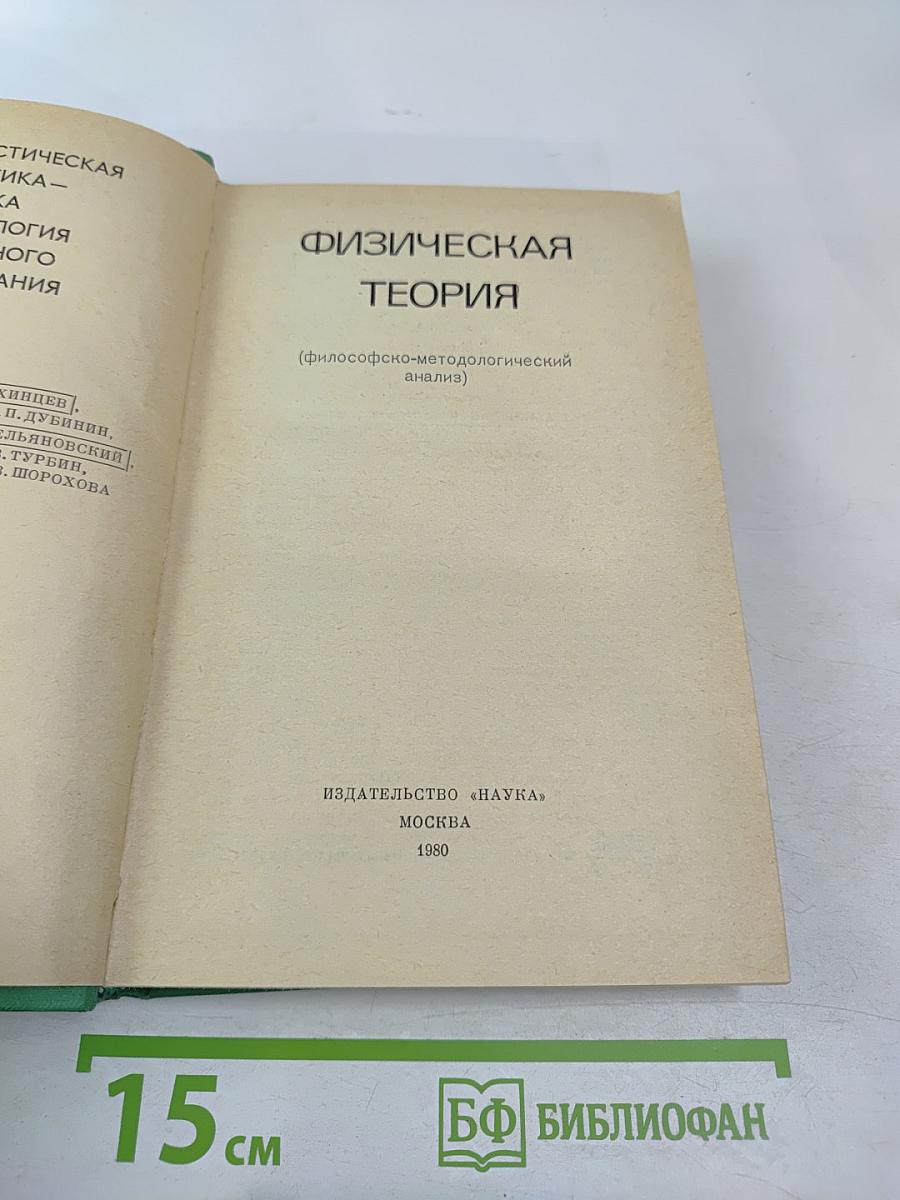 СТИЧЕСКАЯ
ТИКА—
КА
ЛОГИЯ
НОГО
АНИЯ
ХИНЦЕВ,
П. ДУБИНИН,
ЕЛЬЯНОВСКИЙ,
В. ТУРБИН,
В. ШОРОХОВА
ФИЗИЧЕСКАЯ
ТЕОРИЯ
(философско-методологический
анализ)
ИЗДАТЕЛЬСТВО «НАУКА»
МОСКВА
1980
15 см
БФ БИБЛИОФАН